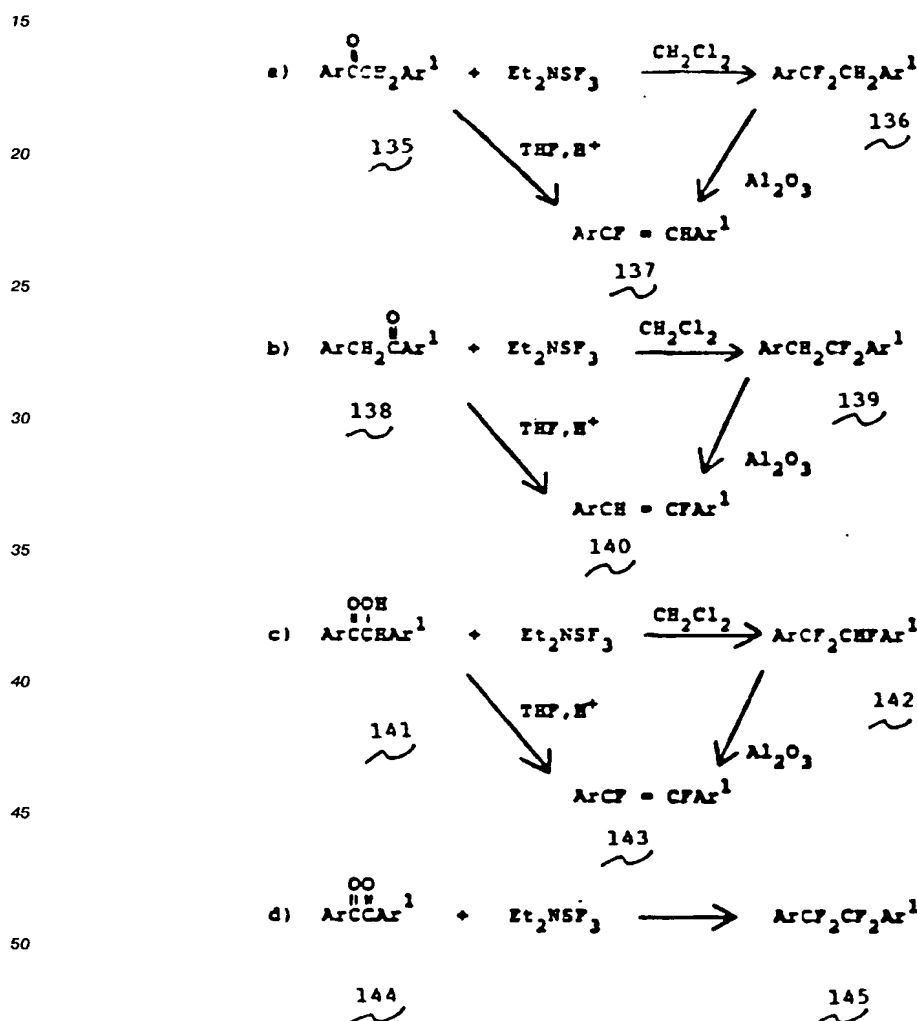 15
O
a) ArCCH₂Ar¹ + Et₂NSF₃ CH₂Cl₂ ArCF₂CH₂Ar¹
136
20 135 THF,H⁺ Al₂O₃
ArCF = CHAr¹
137
25
O
b) ArCH₂CAr¹ + Et₂NSF₃ CH₂Cl₂ ArCH₂CF₂Ar¹
139
30 138 THF,H⁺ Al₂O₃
ArCH = CFAr¹
35 140
OOH
c) ArCCHAr¹ + Et₂NSF₃ CH₂Cl₂ ArCF₂CHFAr¹
40 142
141 THF,H⁺ Al₂O₃
ArCF = CFAr¹
45 143
OO
d) ArCCAr¹ + Et₂NSF₃ ArCF₂CF₂Ar¹
50
144 145